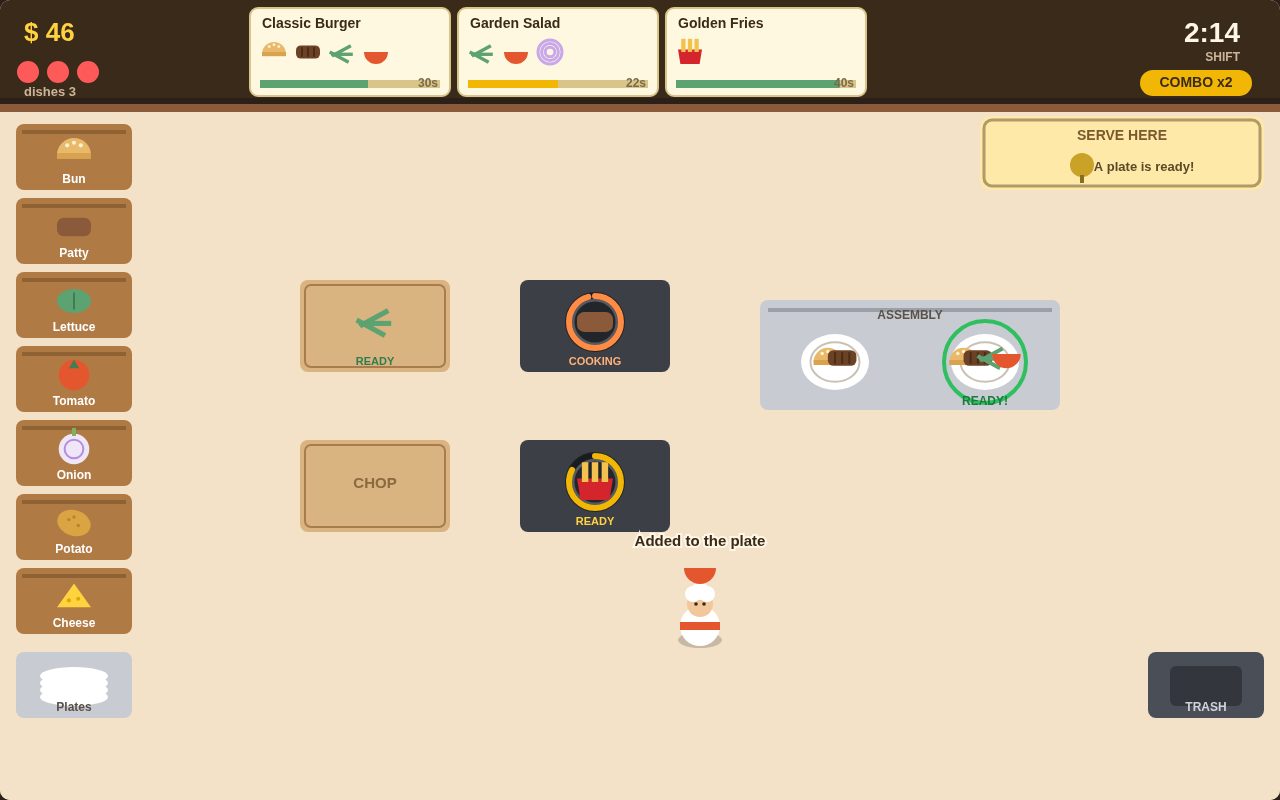 $ 46
dishes 3
Classic Burger
30s
Garden Salad
22s
Golden Fries
40s
2:14
SHIFT
COMBO x2
SERVE HERE
A plate is ready!
Bun
Patty
Lettuce
Tomato
Onion
Potato
Cheese
Plates
READY
COOKING
CHOP
READY
ASSEMBLY
READY!
Added to the plate
TRASH